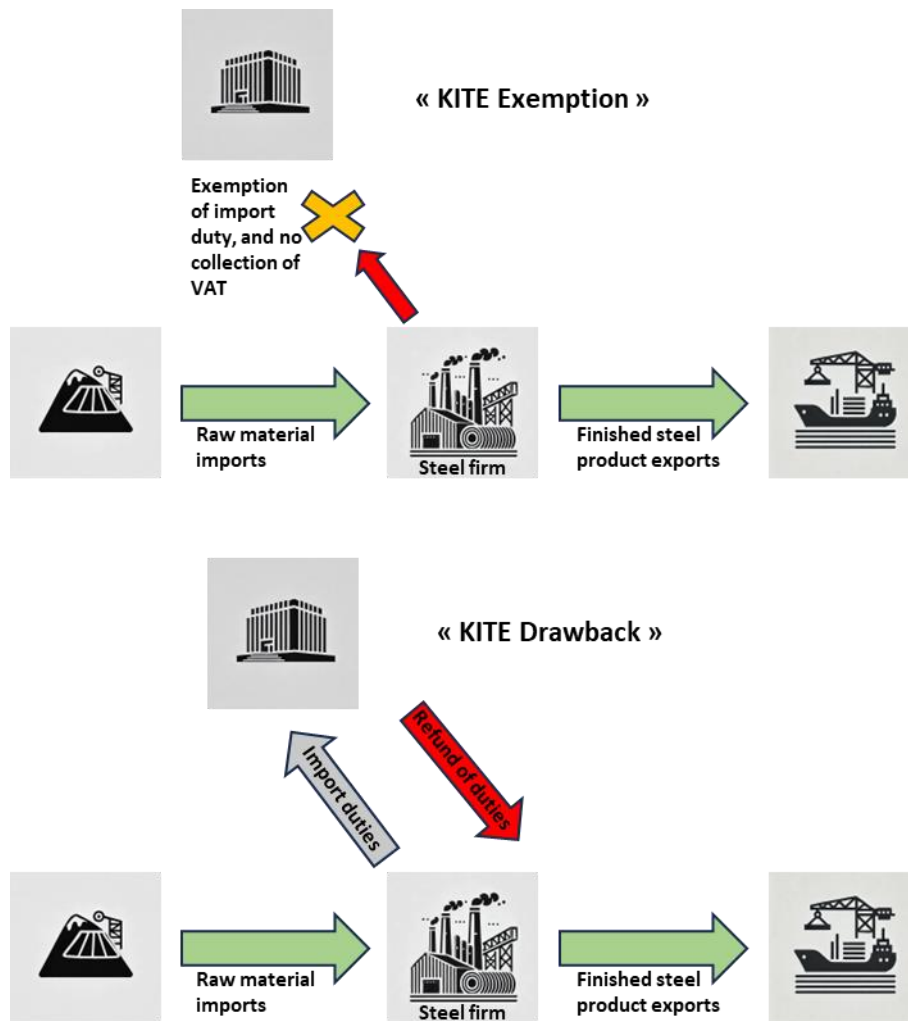 « KITE Exemption »
Exemption
of import
duty, and no
collection of
VAT
Raw material
imports
Steel firm
Finished steel
product exports
« KITE Drawback »
Import duties
Refund of duties
Raw material
imports
Steel firm
Finished steel
product exports